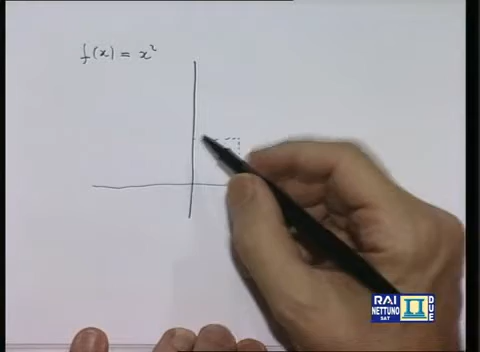 f(x) = x²
RAI
NETTUNO
SAT
DUE